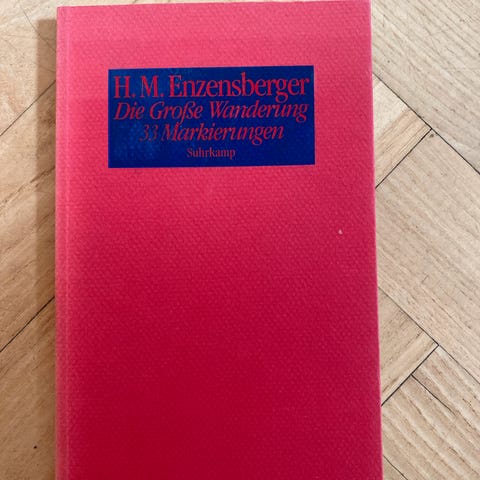 H. M. Enzensberger
Die Große Wanderung
33 Markierungen
Suhrkamp